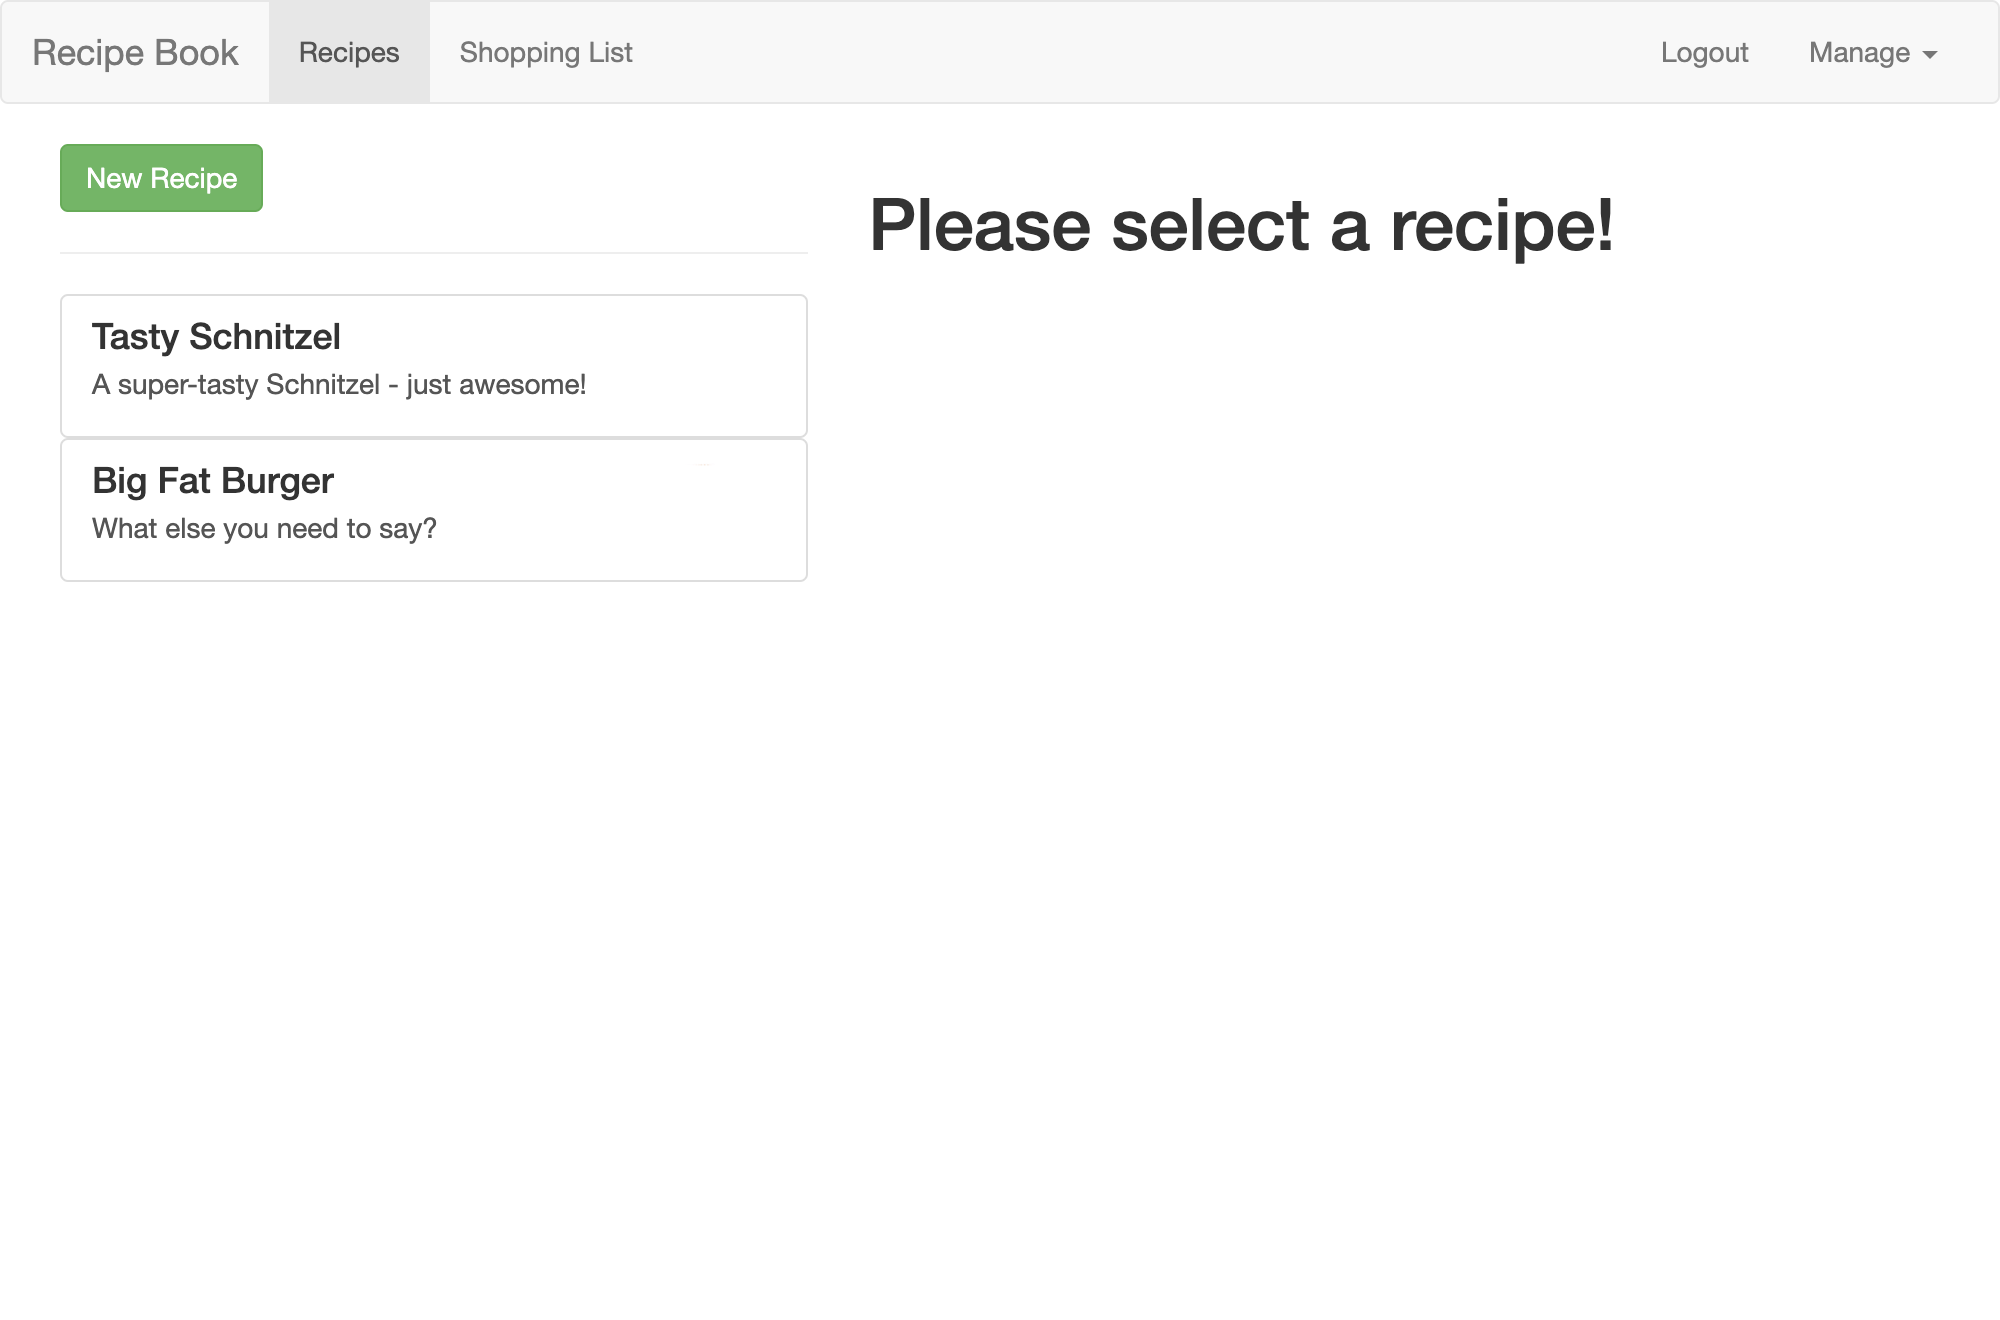 Recipe Book
Recipes
Shopping List
Logout
Manage
New Recipe
Please select a recipe!
Tasty Schnitzel
A super-tasty Schnitzel - just awesome!
Big Fat Burger
What else you need to say?